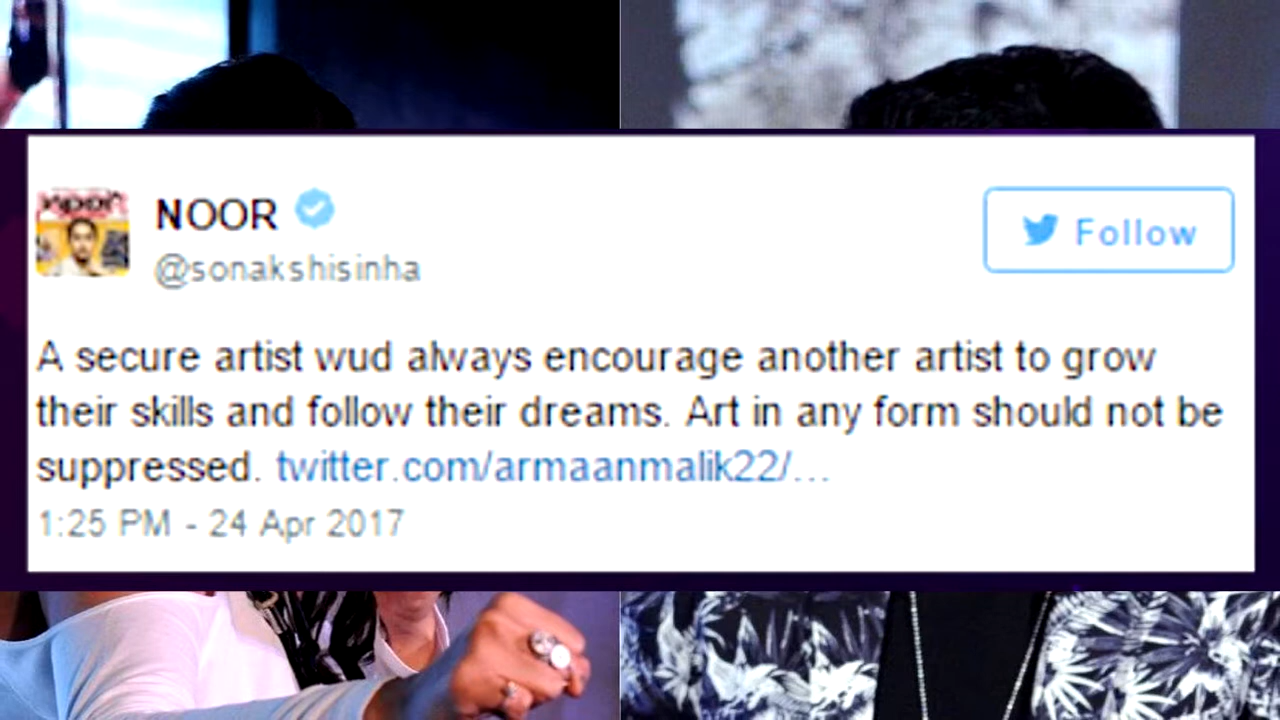 NOOR
@sonakshisinha
Follow
A secure artist wud always encourage another artist to grow
their skills and follow their dreams. Art in any form should not be
suppressed. twitter.com/armaanmalik22/...
1:25 PM - 24 Apr 2017